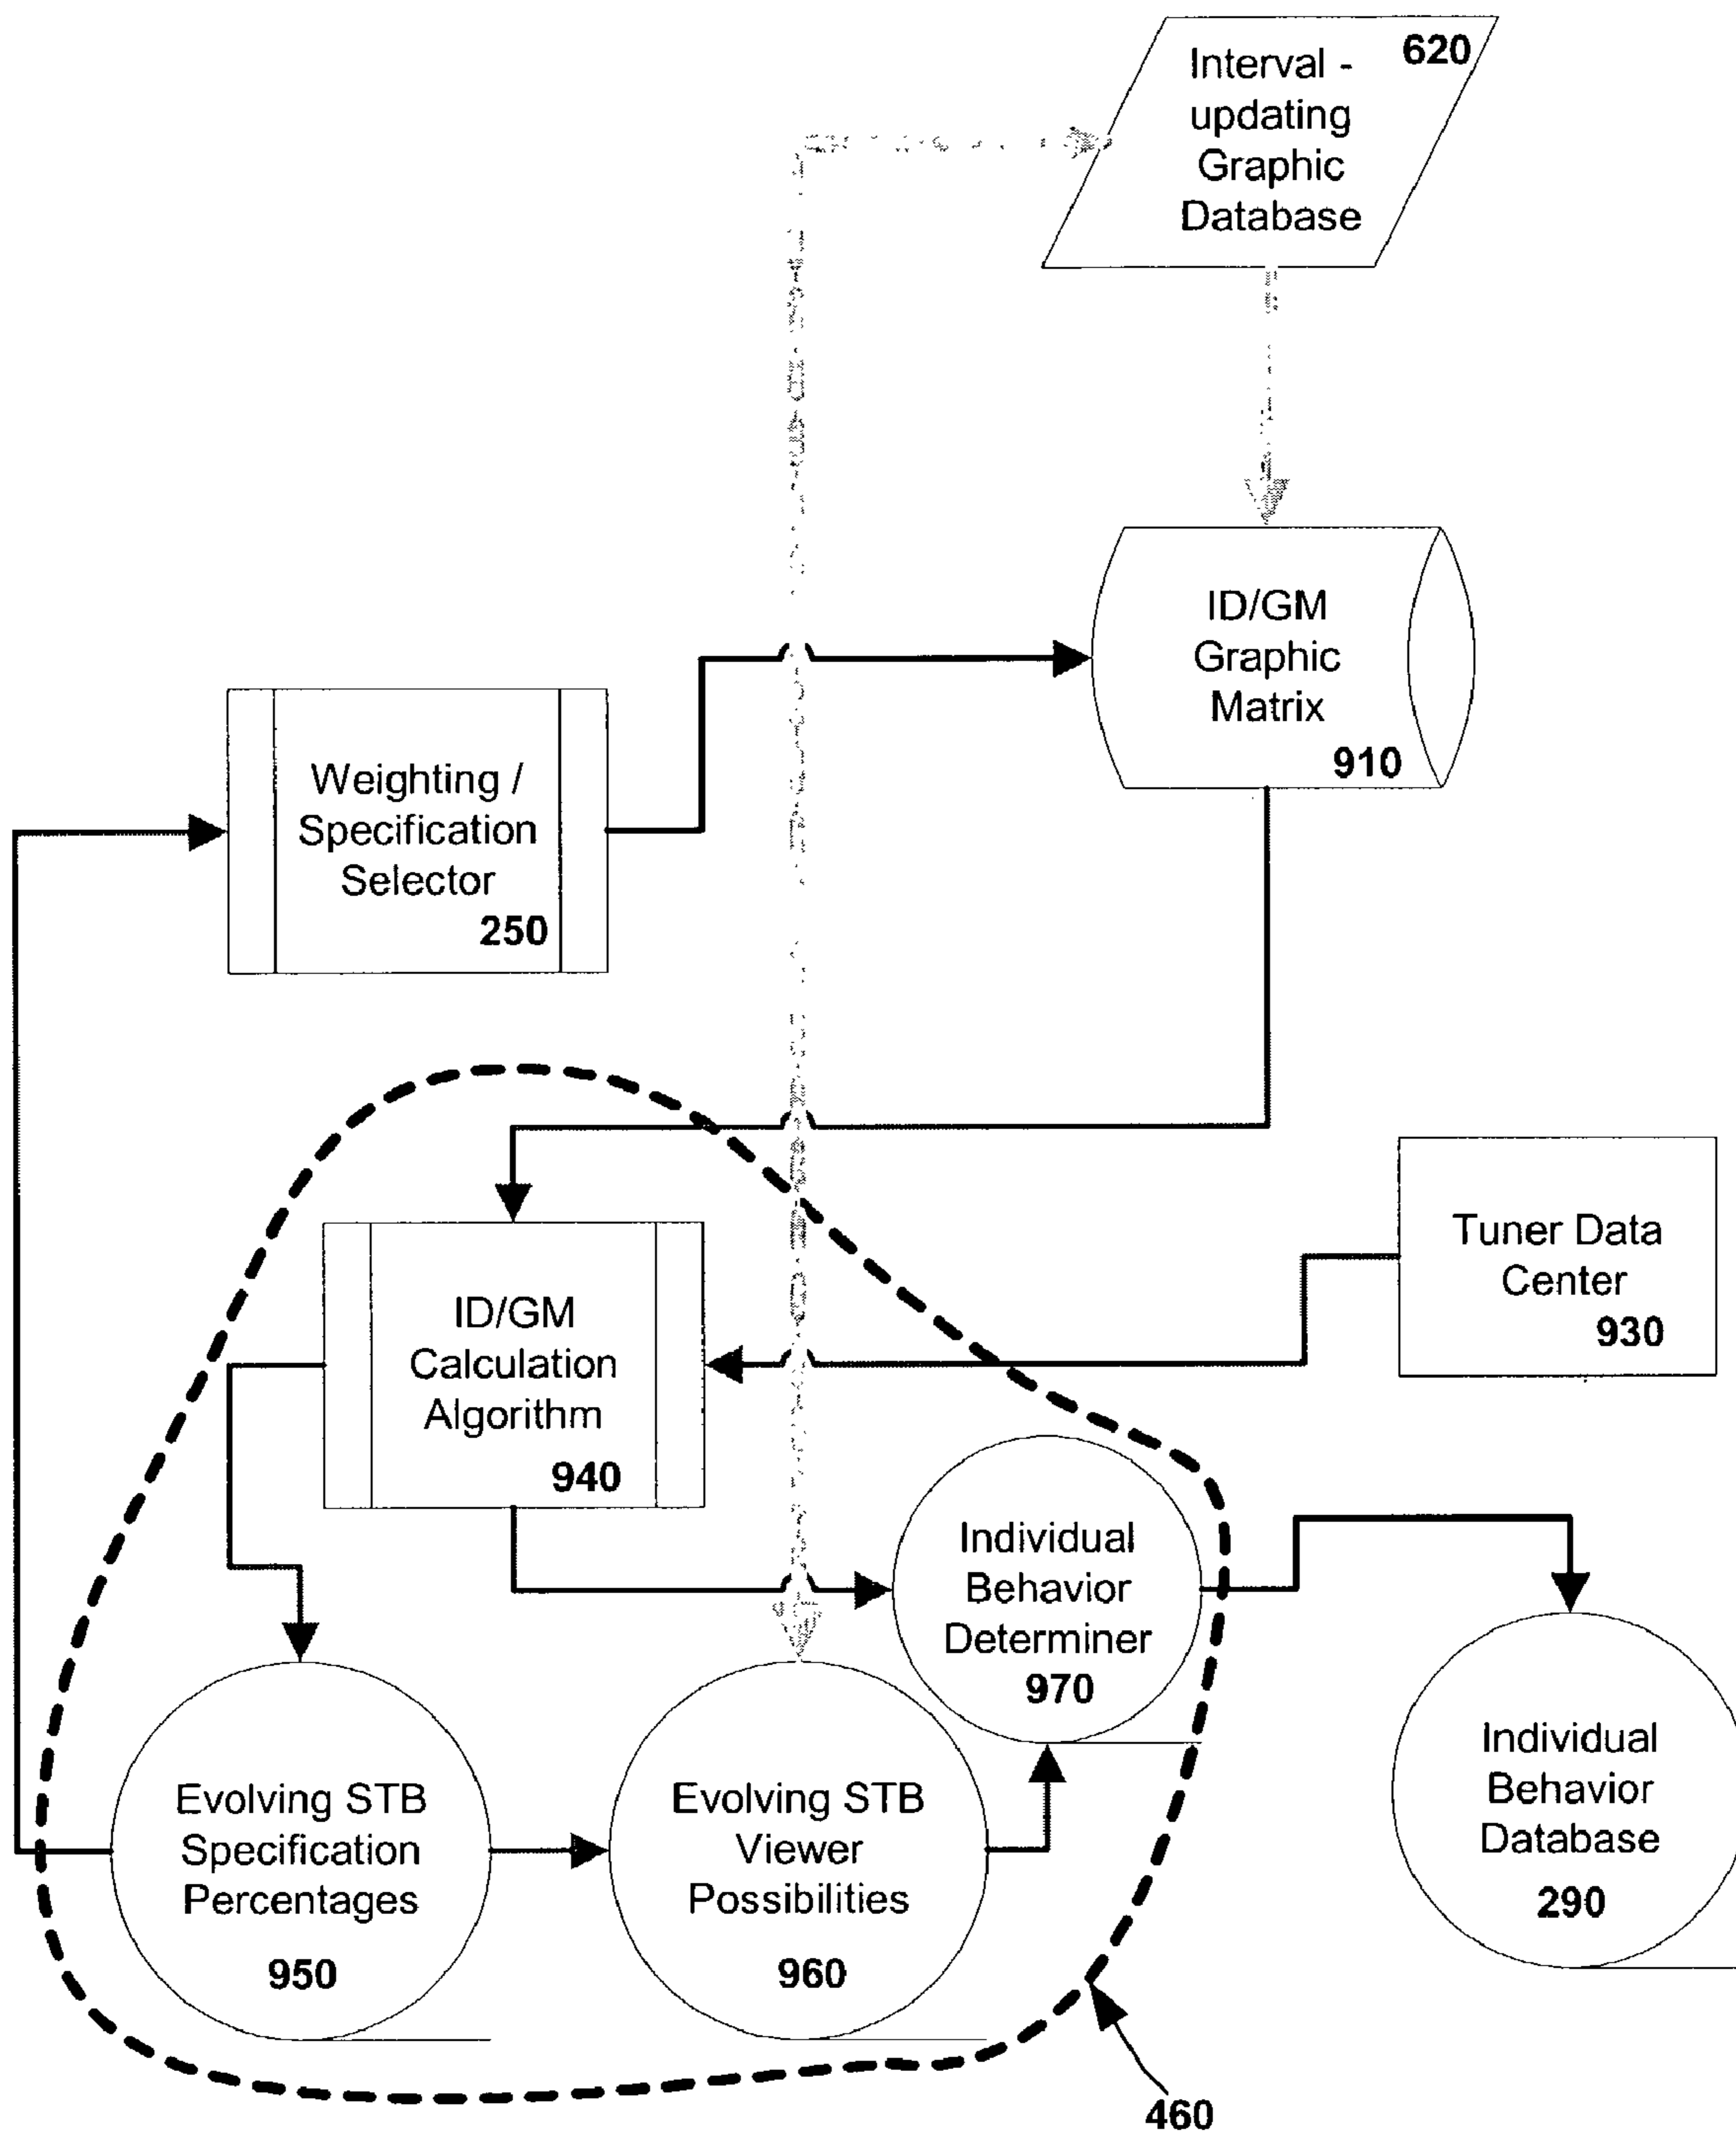 620
Interval -
updating
Graphic
Database
ID/GM
Graphic
Matrix
910
Weighting /
Specification
Selector
250
Tuner Data
Center
930
ID/GM
Calculation
Algorithm
940
Individual
Behavior
Determiner
970
Individual
Behavior
Database
290
Evolving STB
Specification
Percentages
950
Evolving STB
Viewer
Possibilities
960
460